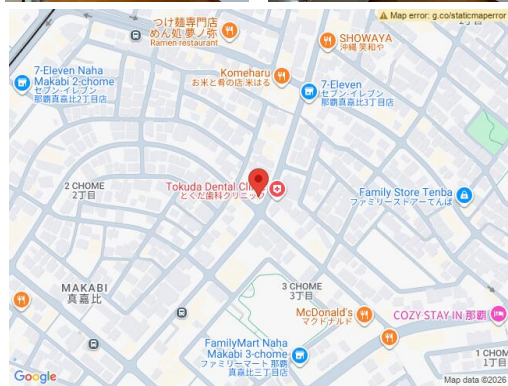 Map error: g.co/staticmaperror
つけ麺専門店
めん処 夢ノ弥
Ramen restaurant
SHOWAYA
沖縄 笑和や
7-Eleven Naha
Makabi 2-chome
セブン-イレブン
那覇真嘉比2丁目店
Komeharu
お米と肴の店 米はる
7-Eleven
セブン-イレブン
那覇真嘉比3丁目店
2 CHOME
2丁目
Tokuda Dental Clinic
とくだ歯科クリニック
Family Store Tenba
ファミリーストアーてんば
MAKABI
真嘉比
3 CHOME
3丁目
McDonald's
マクドナルド
COZY STAY IN 那覇
FamilyMart Naha
Makabi 3-chome
ファミリーマート 那覇
真嘉比三丁目店
1 CHOM
1丁目
Google
Map data ©2026